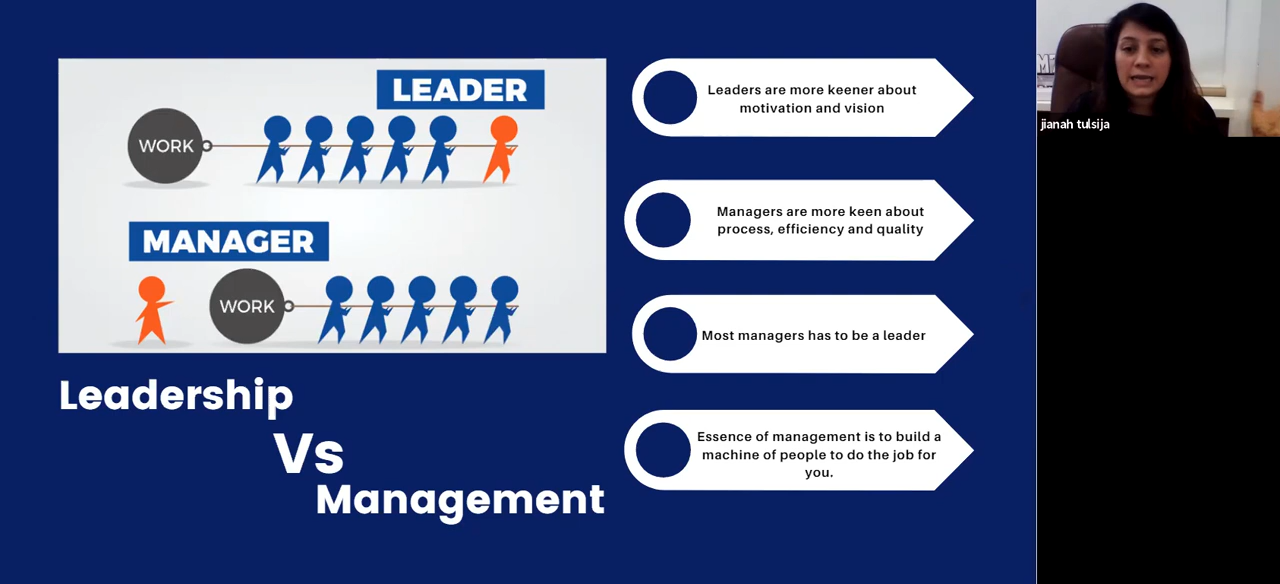 LEADER
WORK
MANAGER
WORK
Leadership
Vs
Management
Leaders are more keener about
motivation and vision
Managers are more keen about
process, efficiency and quality
Most managers has to be a leader
Essence of management is to build a
machine of people to do the job for
you.
jianah tulsija